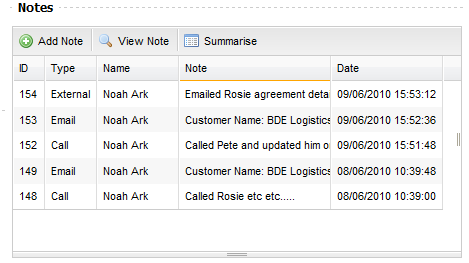 Notes
Add Note View Note Summarise
ID Type Name Note Date
154 External Noah Ark Emailed Rosie agreement deta 09/06/2010 15:53:12
153 Email Noah Ark Customer Name: BDE Logistics 09/06/2010 15:52:36
152 Call Noah Ark Called Pete and updated him o 09/06/2010 15:51:48
149 Email Noah Ark Customer Name: BDE Logistics 08/06/2010 10:39:48
148 Call Noah Ark Called Rosie etc etc..... 08/06/2010 10:39:00